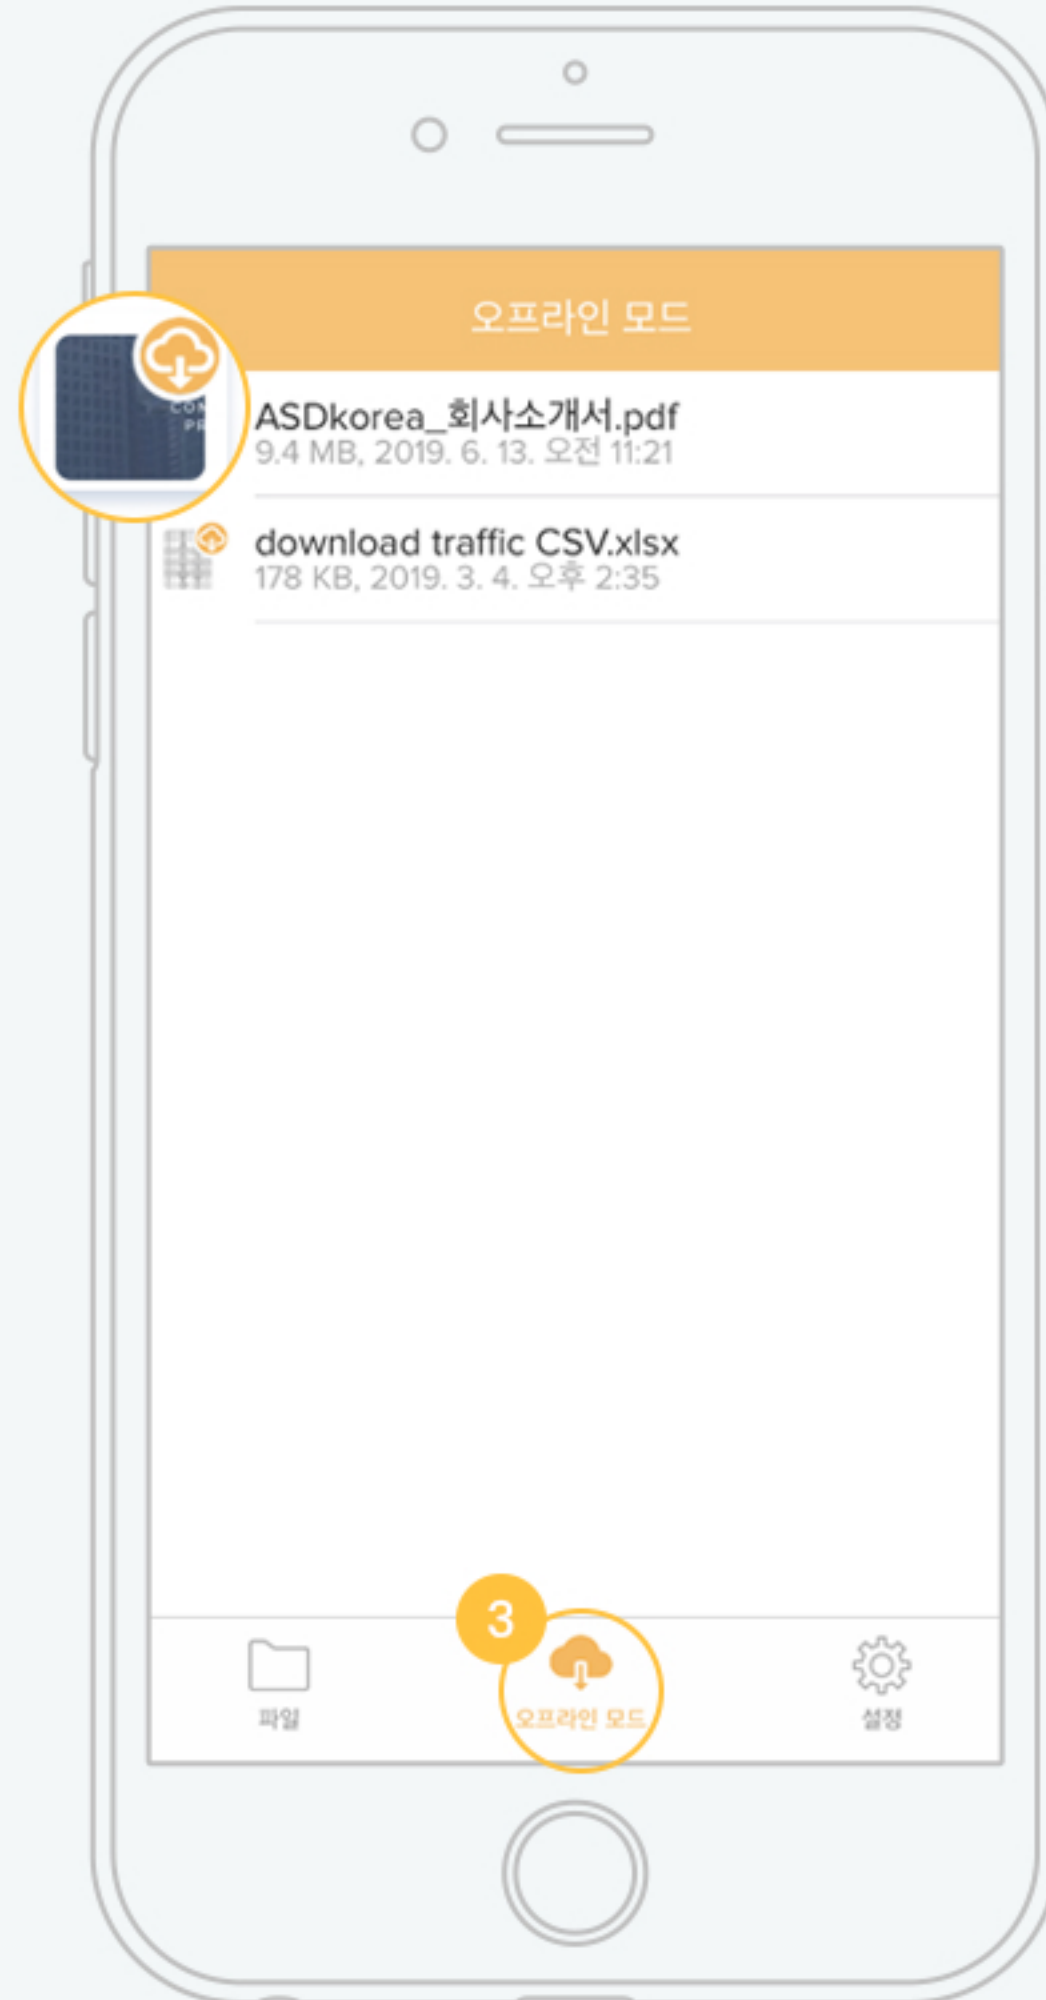 오프라인 모드
ASDkorea_회사소개서.pdf
9.4 MB, 2019. 6. 13. 오전 11:21
download traffic CSV.xlsx
178 KB, 2019. 3. 4. 오후 2:35
3
파일
오프라인 모드
설정